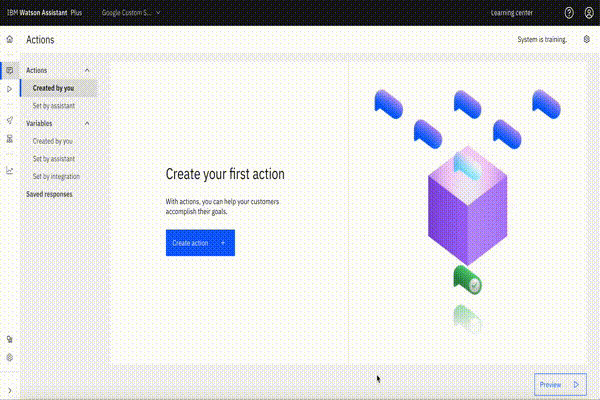 IBM Watson Assistant Plus
Google Custom S...
Learning center
Actions
System is training.
Actions
Created by you
Set by assistant
Variables
Created by you
Set by assistant
Set by integration
Saved responses
Create your first action
With actions, you can help your customers
accomplish their goals.
Create action +
Preview